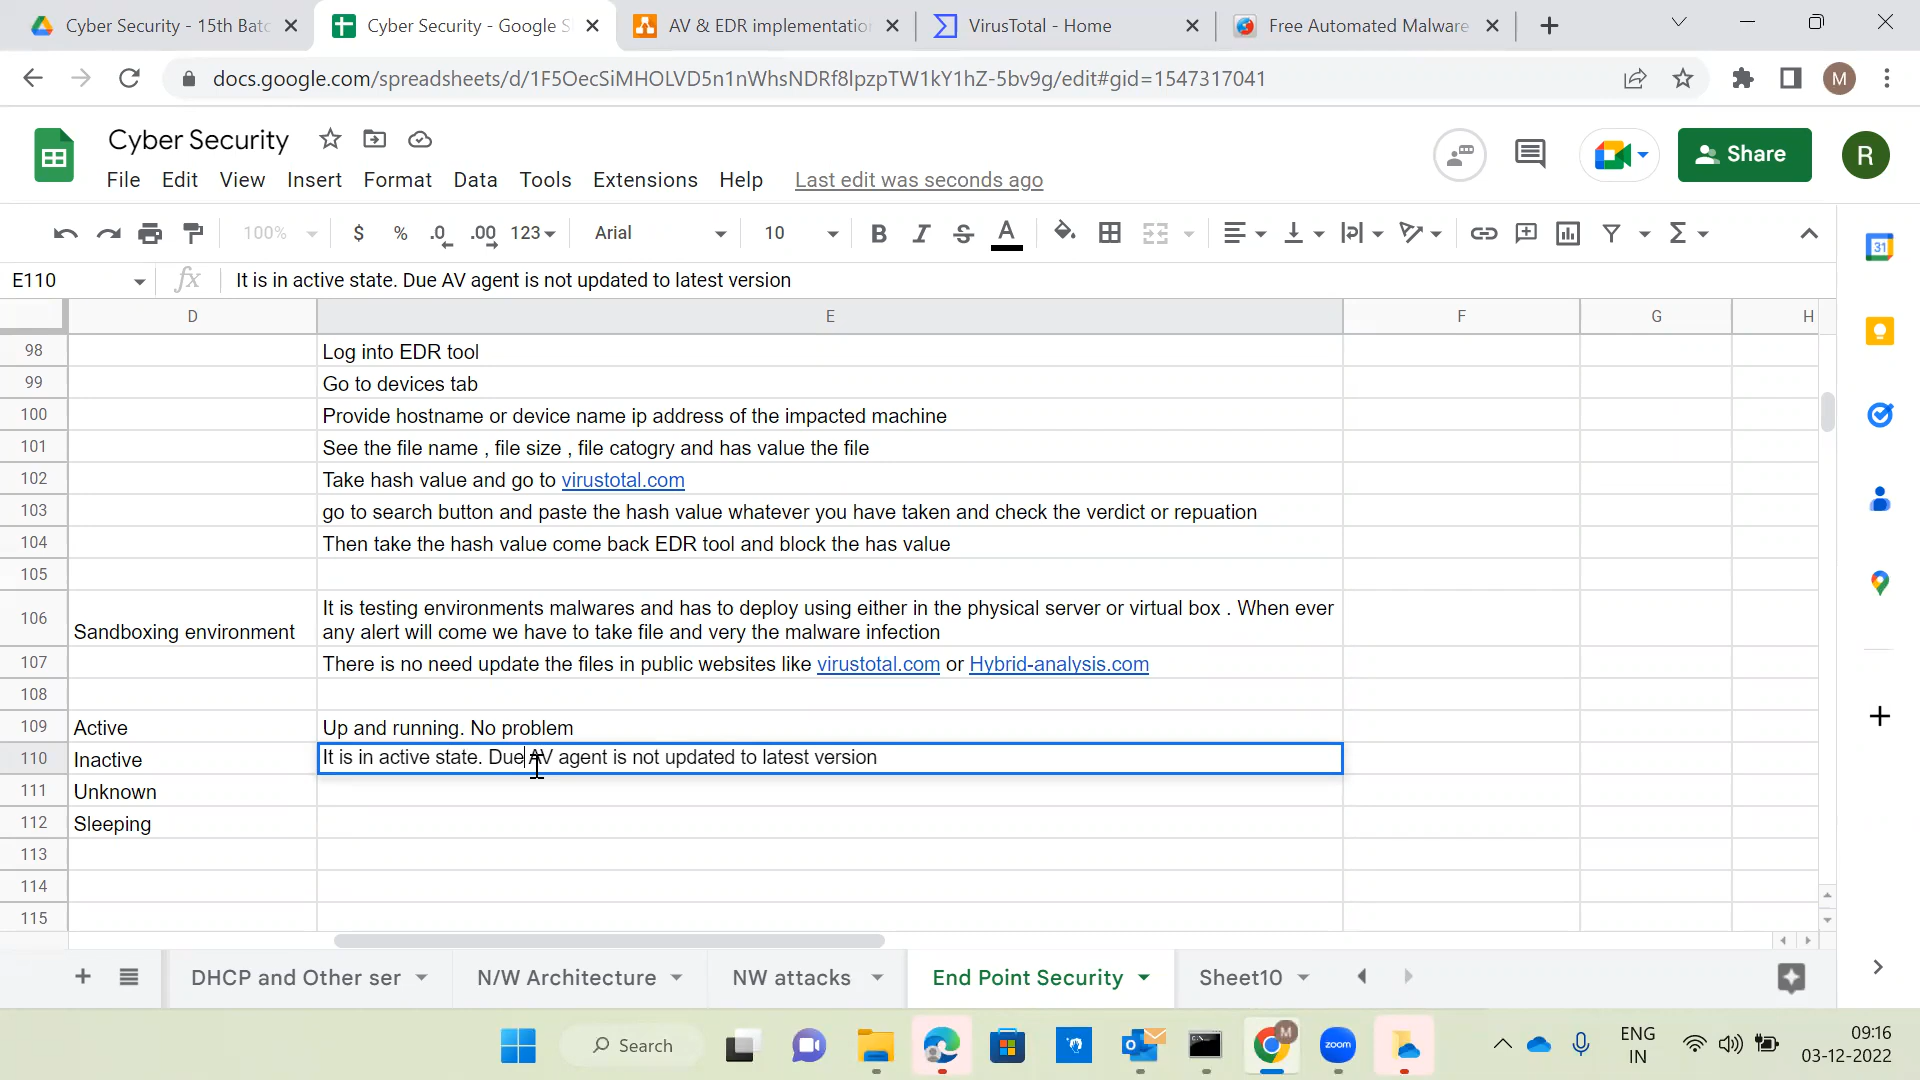 Cyber Security - 15th Batc
Cyber Security - Google S
AV & EDR implementation
VirusTotal - Home
Free Automated Malware
docs.google.com/spreadsheets/d/1F5OecSiMHOLVD5n1nWhsNDRf8lpzpTW1kY1hZ-5bv9g/edit#gid=1547317041
M
Cyber Security
Share
R
File Edit View Insert Format Data Tools Extensions Help Last edit was seconds ago
100% $ % .0 .00 123 Arial 10 B I S A
E110 fx It is in active state. Due AV agent is not updated to latest version
D E F G H
98 Log into EDR tool
99 Go to devices tab
100 Provide hostname or device name ip address of the impacted machine
101 See the file name , file size , file catogry and has value the file
102 Take hash value and go to virustotal.com
103 go to search button and paste the hash value whatever you have taken and check the verdict or repuation
104 Then take the hash value come back EDR tool and block the has value
105
106 Sandboxing environment It is testing environments malwares and has to deploy using either in the physical server or virtual box . When ever
any alert will come we have to take file and very the malware infection
107 There is no need update the files in public websites like virustotal.com or Hybrid-analysis.com
108
109 Active Up and running. No problem
110 Inactive It is in active state. Due AV agent is not updated to latest version
111 Unknown
112 Sleeping
113
114
115
DHCP and Other ser N/W Architecture NW attacks End Point Security Sheet10
Search
zoom
M
ENG
IN
09:16
03-12-2022
31